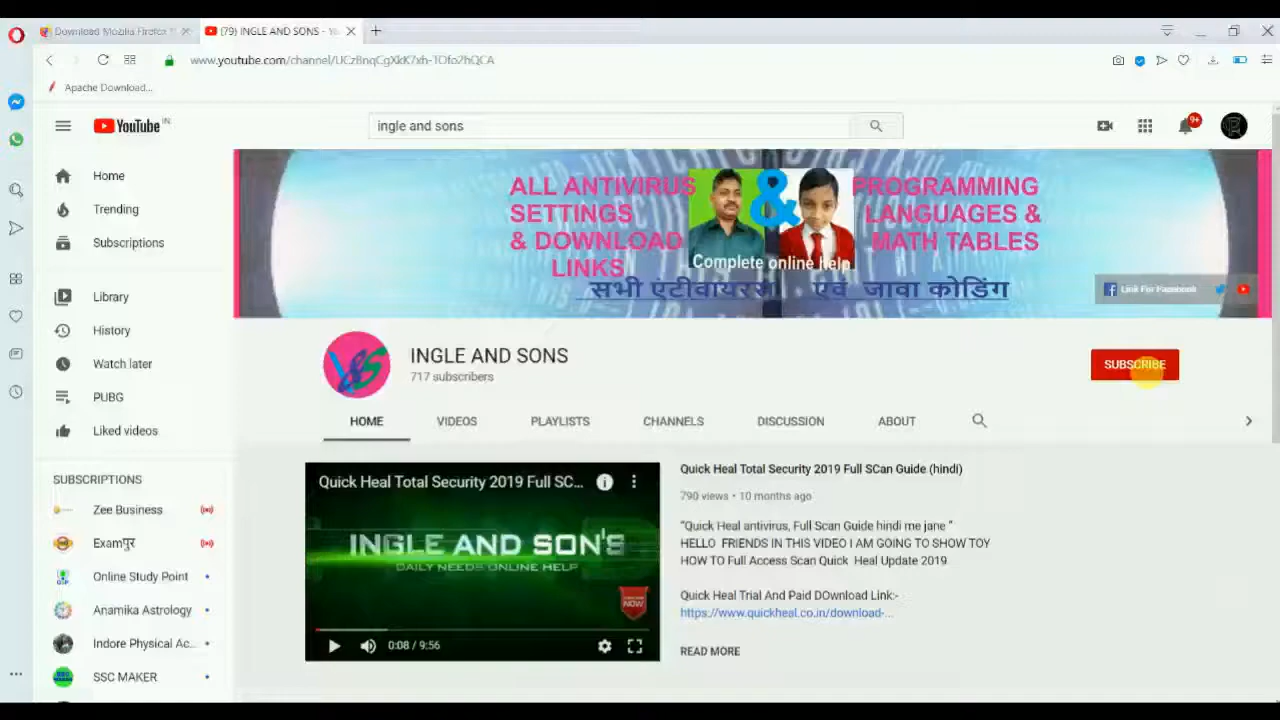 Download Mozilla Firefox
(79) INGLE AND SONS - Yo
www.youtube.com/channel/
Apache Download...
YouTube IN
ingle and sons
9+
Home
Trending
Subscriptions
Library
History
Watch later
PUBG
Liked videos
SUBSCRIPTIONS
Zee Business
Examपुर
Online Study Point
Anamika Astrology
Indore Physical Ac...
SSC MAKER
ALL ANTIVIRUS
SETTINGS
& DOWNLOAD
LINKS
&
PROGRAMMING
LANGUAGES &
MATH TABLES
Complete online help
सभी एंटीवायरस एवं जावा कोडिंग
Link For Facebook
INGLE AND SONS
717 subscribers
SUBSCRIBE
HOME VIDEOS PLAYLISTS CHANNELS DISCUSSION ABOUT
Quick Heal Total Security 2019 Full SC...
INGLE AND SON'S
DAILY NEEDS ONLINE HELP
NOW
0:08 / 9:56
Quick Heal Total Security 2019 Full SCan Guide (hindi)
790 views • 10 months ago
"Quick Heal antivirus, Full Scan Guide hindi me jane "
HELLO FRIENDS IN THIS VIDEO I AM GOING TO SHOW TOY
HOW TO Full Access Scan Quick Heal Update 2019
Quick Heal Trial And Paid DOwnload Link:-
https://www.quickheal.co.in/download-...
READ MORE